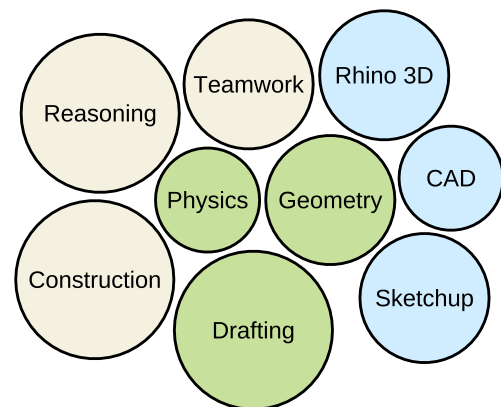 Reasoning
Teamwork
Rhino 3D
Physics
Geometry
CAD
Construction
Drafting
Sketchup